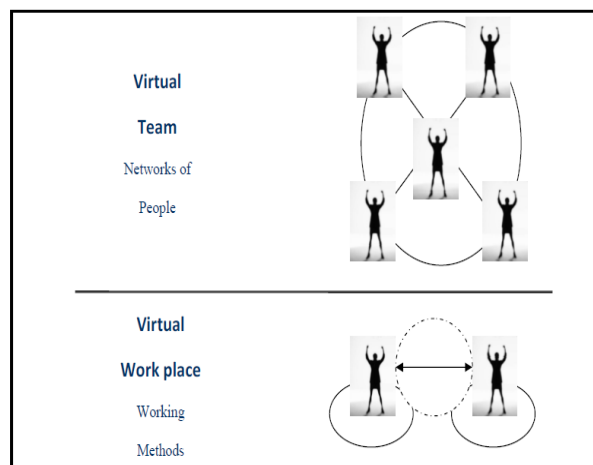 Virtual
Team
Networks of
People
Virtual
Work place
Working
Methods